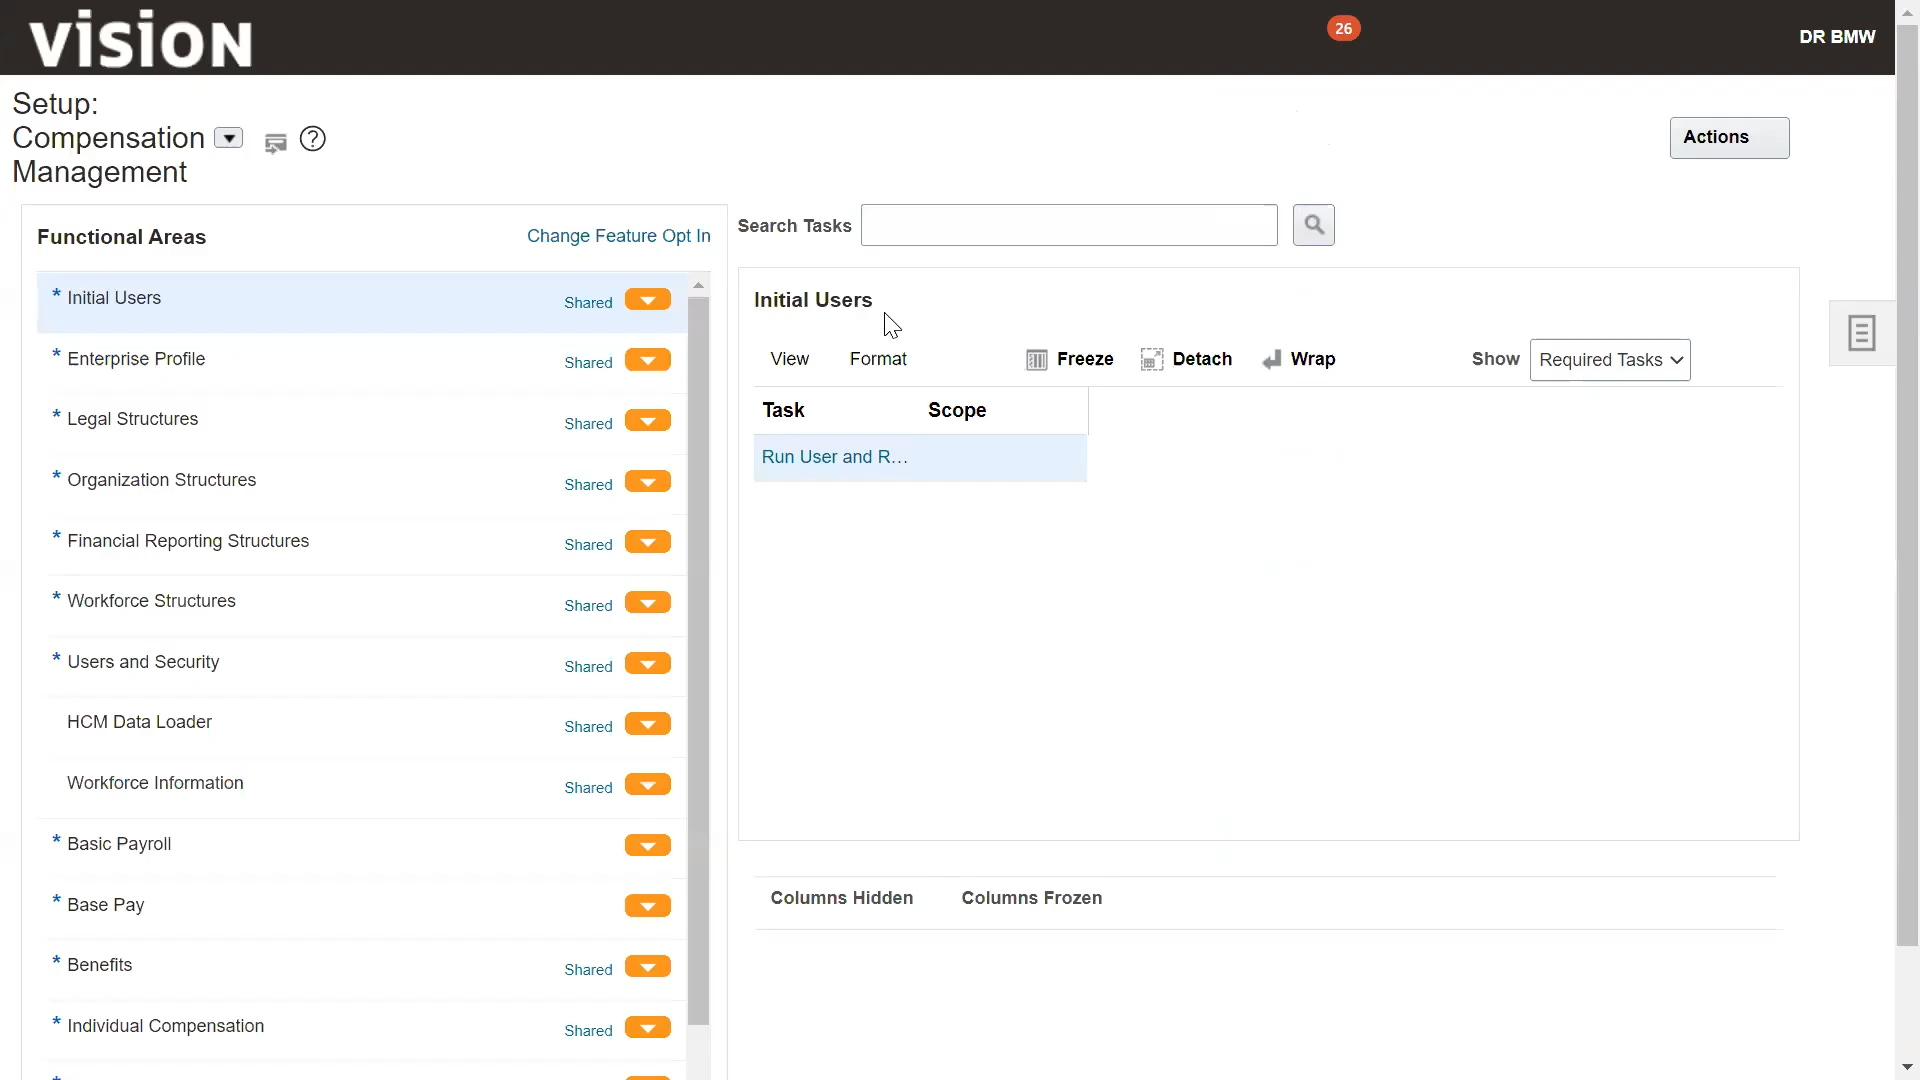 vision
26
DR BMW
Setup:
Compensation
Management
Actions
Functional Areas
Change Feature Opt In
Search Tasks
* Initial Users Shared
* Enterprise Profile Shared
* Legal Structures Shared
* Organization Structures Shared
* Financial Reporting Structures Shared
* Workforce Structures Shared
* Users and Security Shared
HCM Data Loader Shared
Workforce Information Shared
* Basic Payroll
* Base Pay
* Benefits Shared
* Individual Compensation Shared
Initial Users
View Format Freeze Detach Wrap Show Required Tasks
Task Scope
Run User and R...
Columns Hidden Columns Frozen